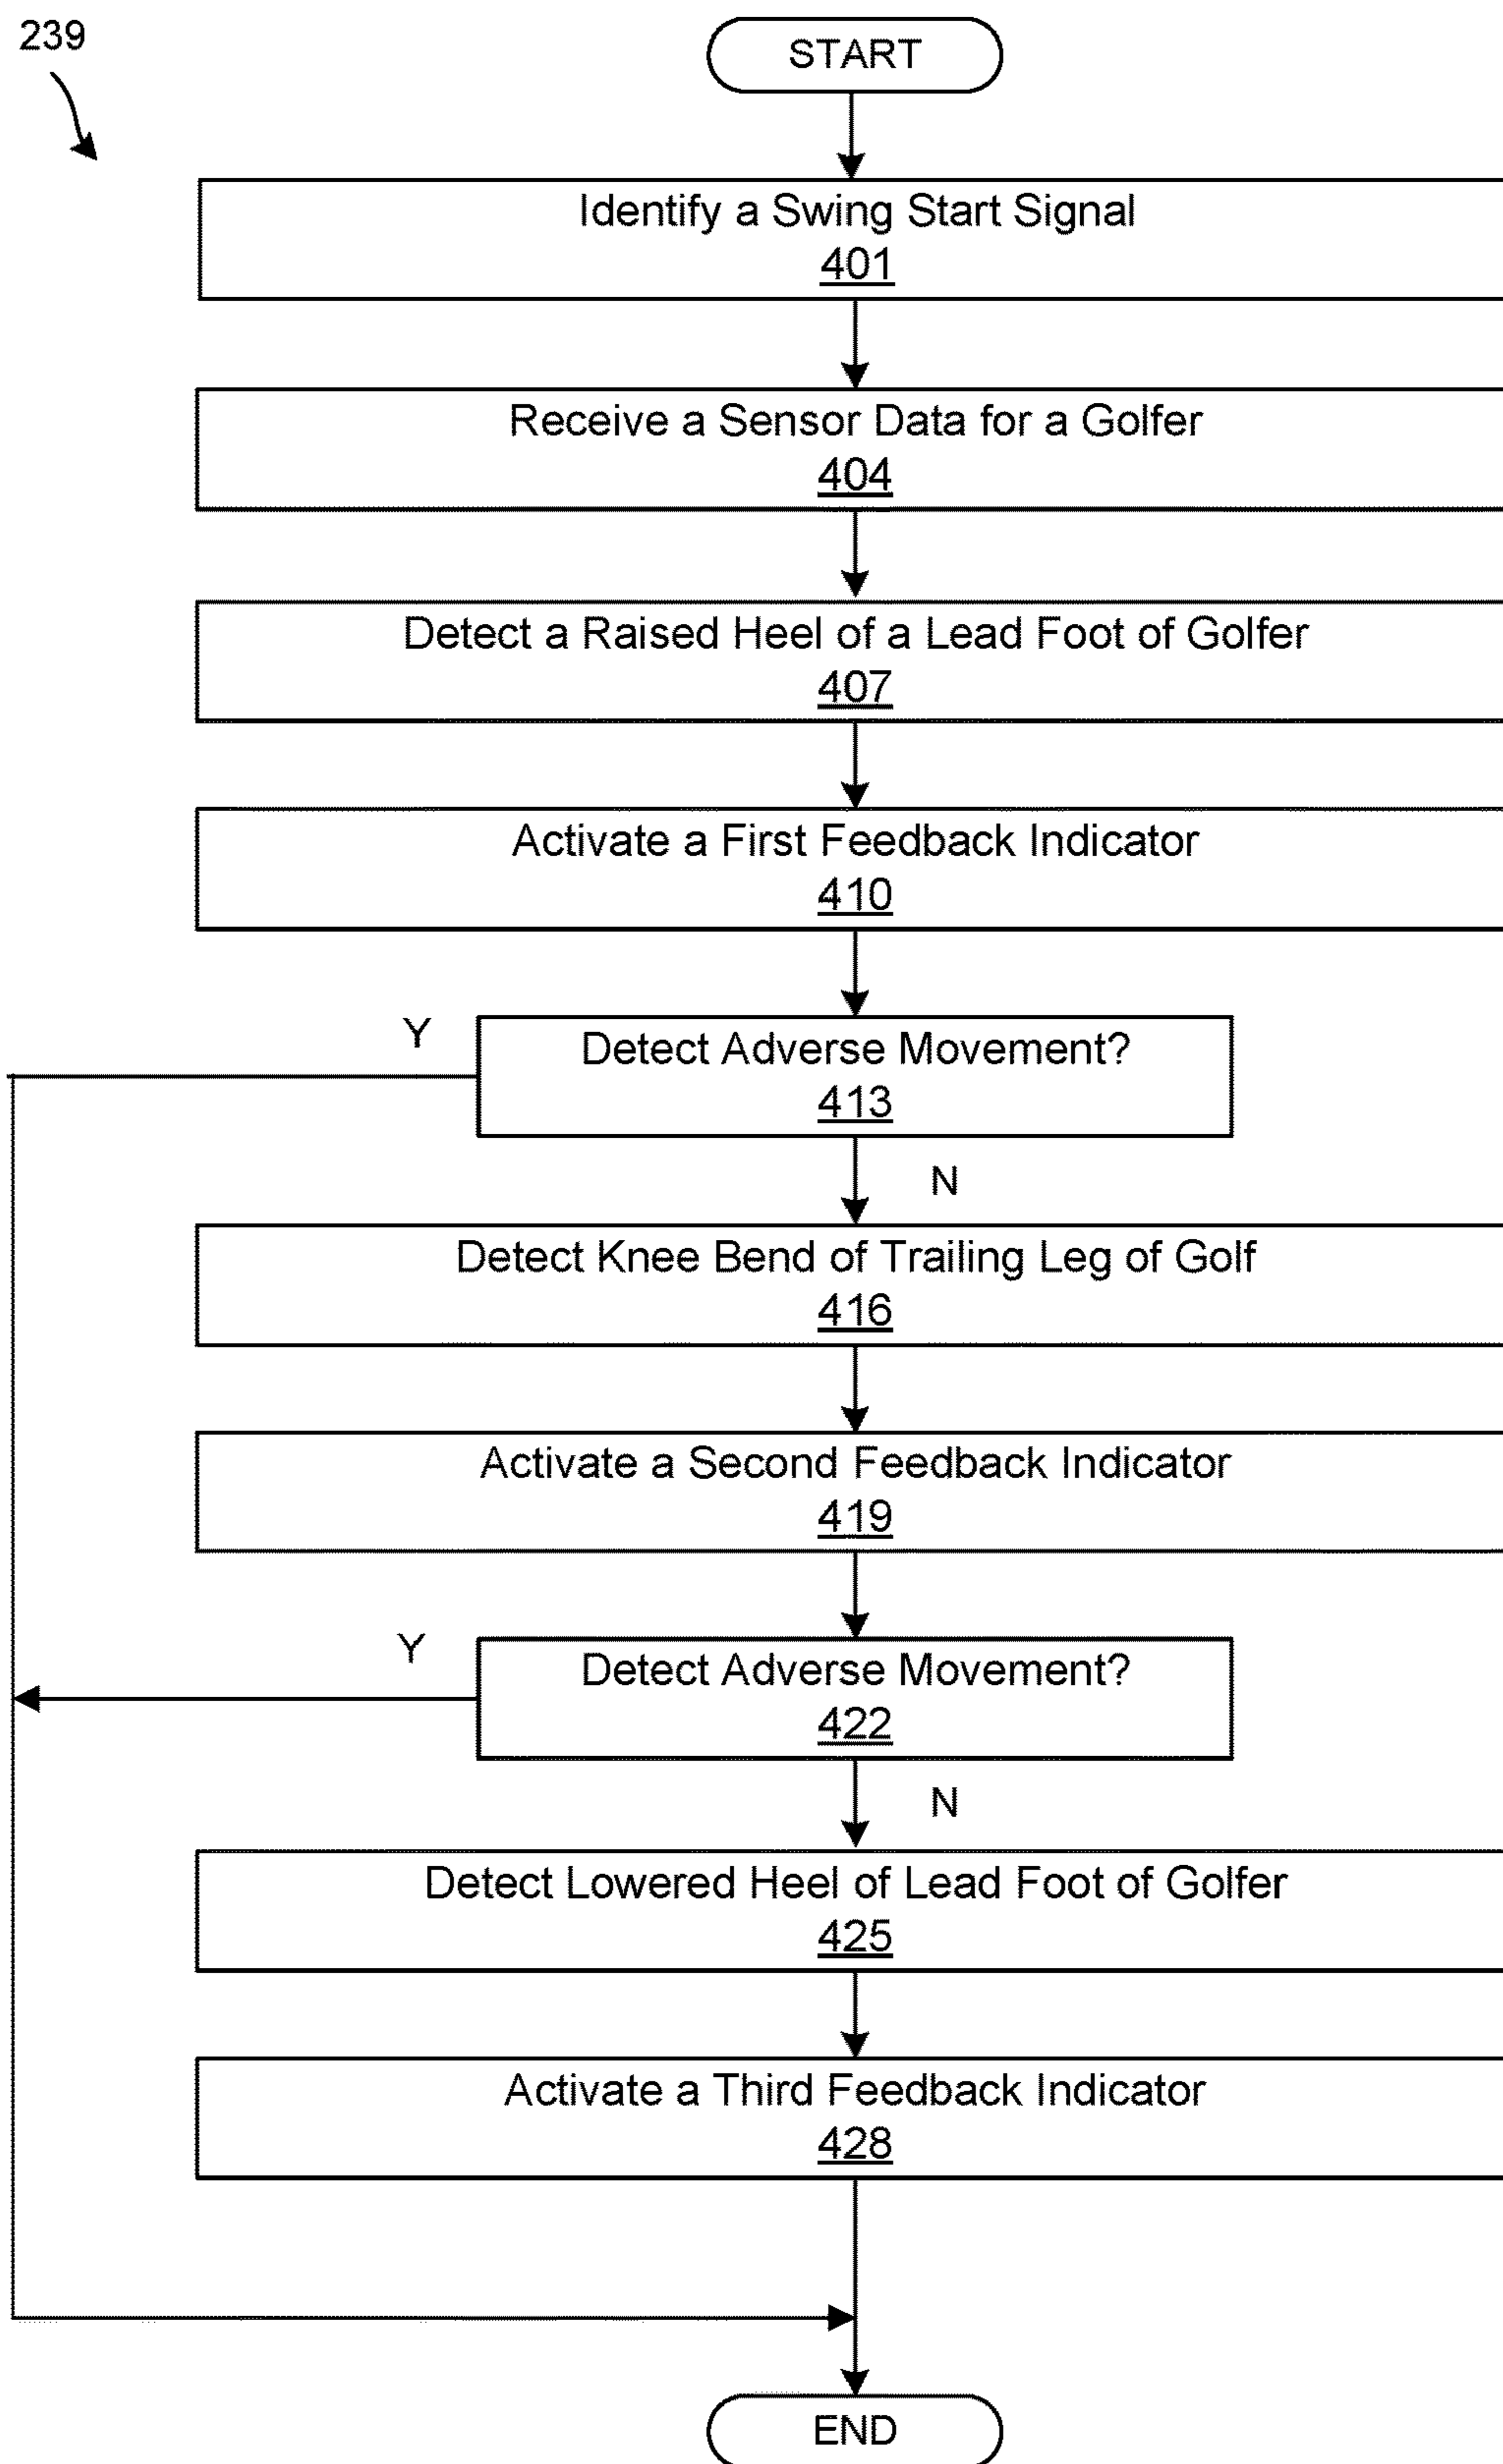 239
START
Identify a Swing Start Signal
401
Receive a Sensor Data for a Golfer
404
Detect a Raised Heel of a Lead Foot of Golfer
407
Activate a First Feedback Indicator
410
Y
Detect Adverse Movement?
413
N
Detect Knee Bend of Trailing Leg of Golf
416
Activate a Second Feedback Indicator
419
Y
Detect Adverse Movement?
422
N
Detect Lowered Heel of Lead Foot of Golfer
425
Activate a Third Feedback Indicator
428
END